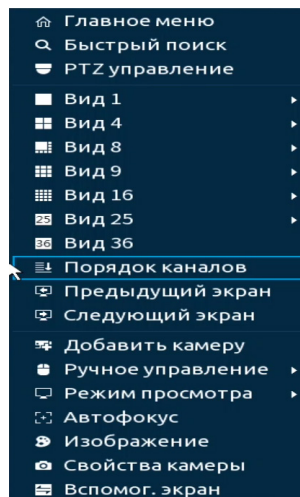 Главное меню
Быстрый поиск
PTZ управление
Вид 1
Вид 4
Вид 8
Вид 9
Вид 16
25 Вид 25
36 Вид 36
Порядок каналов
Предыдущий экран
Следующий экран
Добавить камеру
Ручное управление
Режим просмотра
Автофокус
Изображение
Свойства камеры
Вспомог. экран